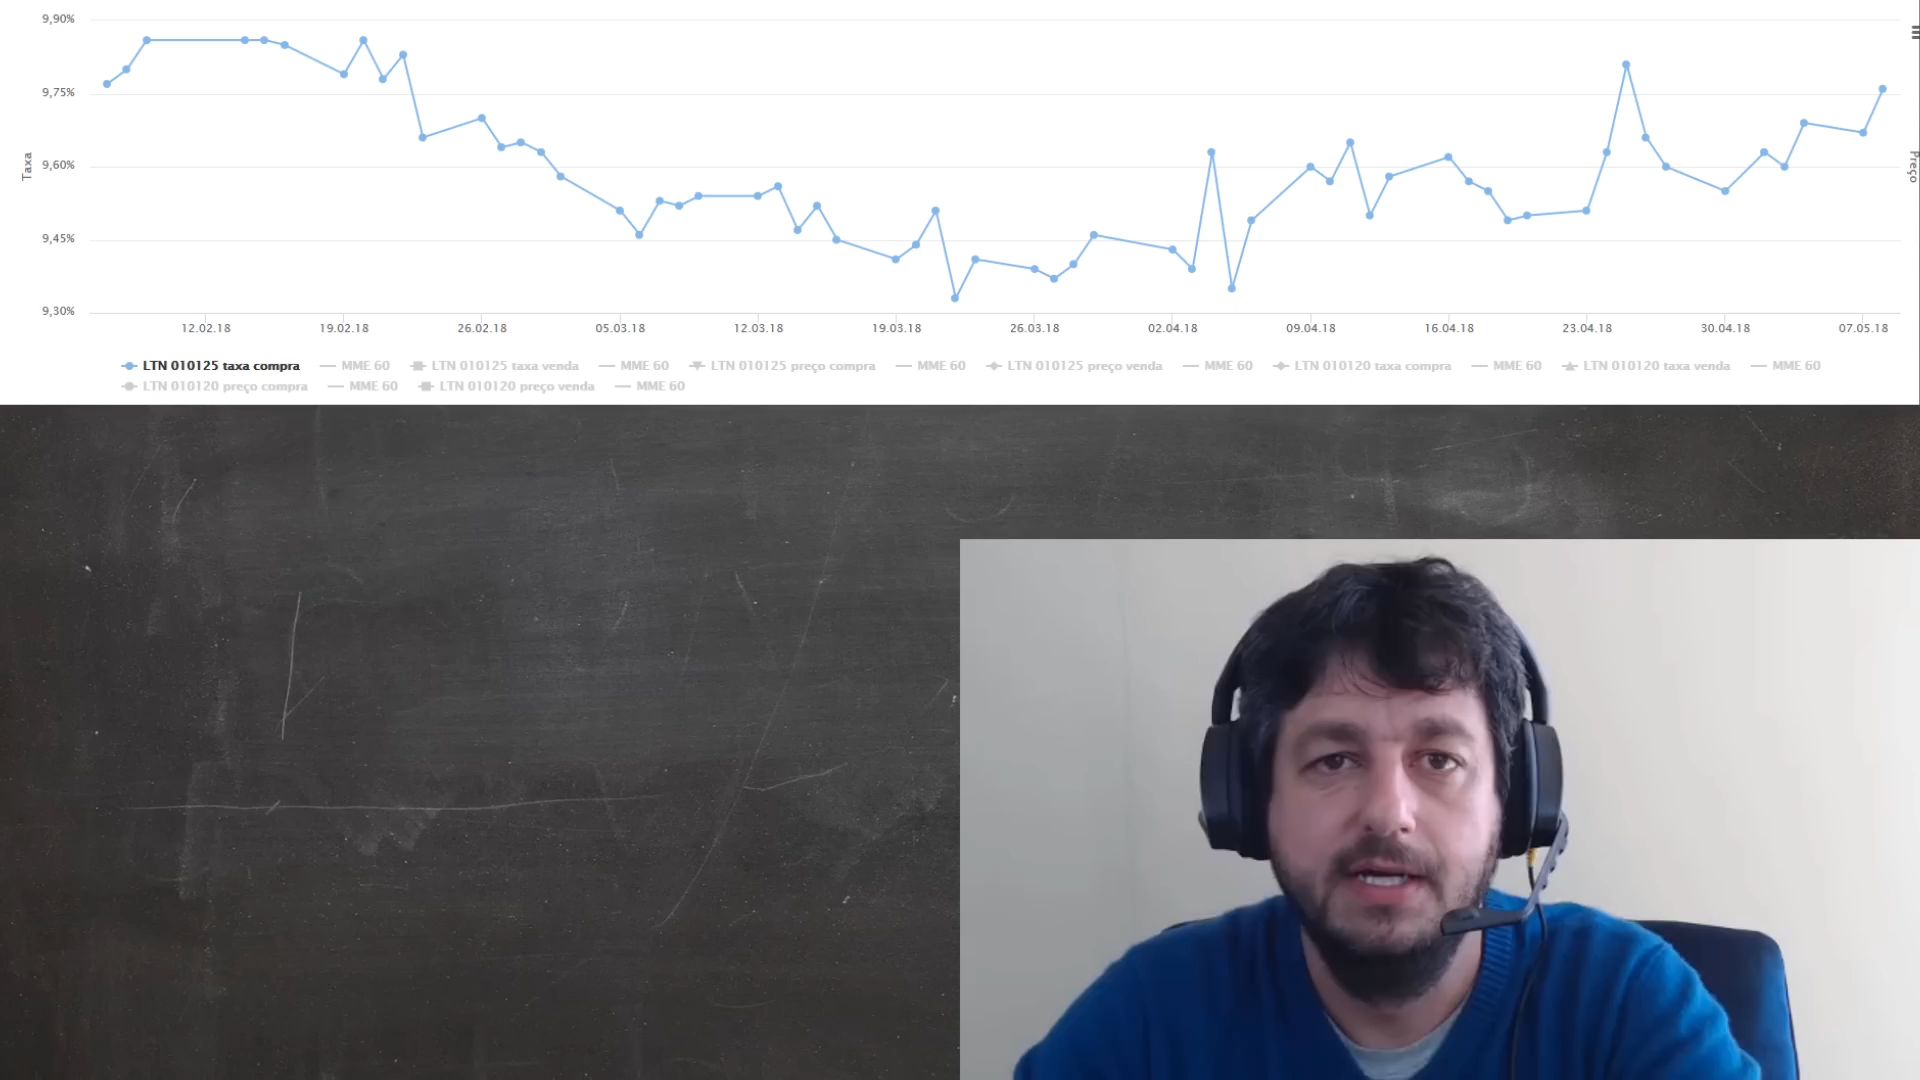 9,90%
9,75%
9,60%
9,45%
9,30%
Taxa
Preço
12.02.18 19.02.18 26.02.18 05.03.18 12.03.18 19.03.18 26.03.18 02.04.18 09.04.18 16.04.18 23.04.18 30.04.18 07.05.18
LTN 010125 taxa compra MME 60 LTN 010125 taxa venda MME 60 LTN 010125 preço compra MME 60 LTN 010125 preço venda MME 60 LTN 010120 taxa compra MME 60 LTN 010120 taxa venda MME 60
LTN 010120 preço compra MME 60 LTN 010120 preço venda MME 60